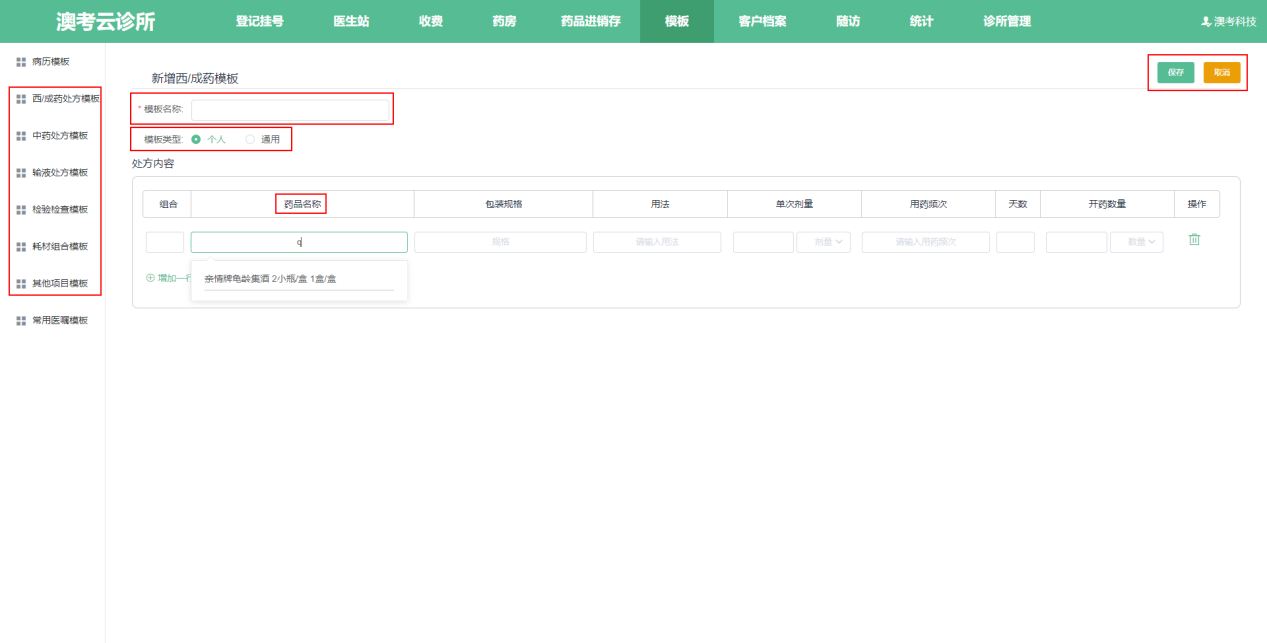 澳考云诊所 登记挂号 医生站 收费 药房 药品进销存 模板 客户档案 随访 统计 诊所管理 澳考科技
病历模板
西/成药处方模板
中药处方模板
输液处方模板
检验检查模板
耗材组合模板
其他项目模板
常用医嘱模板
新增西/成药模板 保存 取消
* 模板名称:
模板类型: 个人 通用
处方内容
组合 药品名称 包装规格 用法 单次剂量 用药频次 天数 开药数量 操作
q 规格 请输入用法 剂量 请输入用药频次 数量
增加一行
亲情牌龟龄集酒 2小瓶/盒 1盒/盒